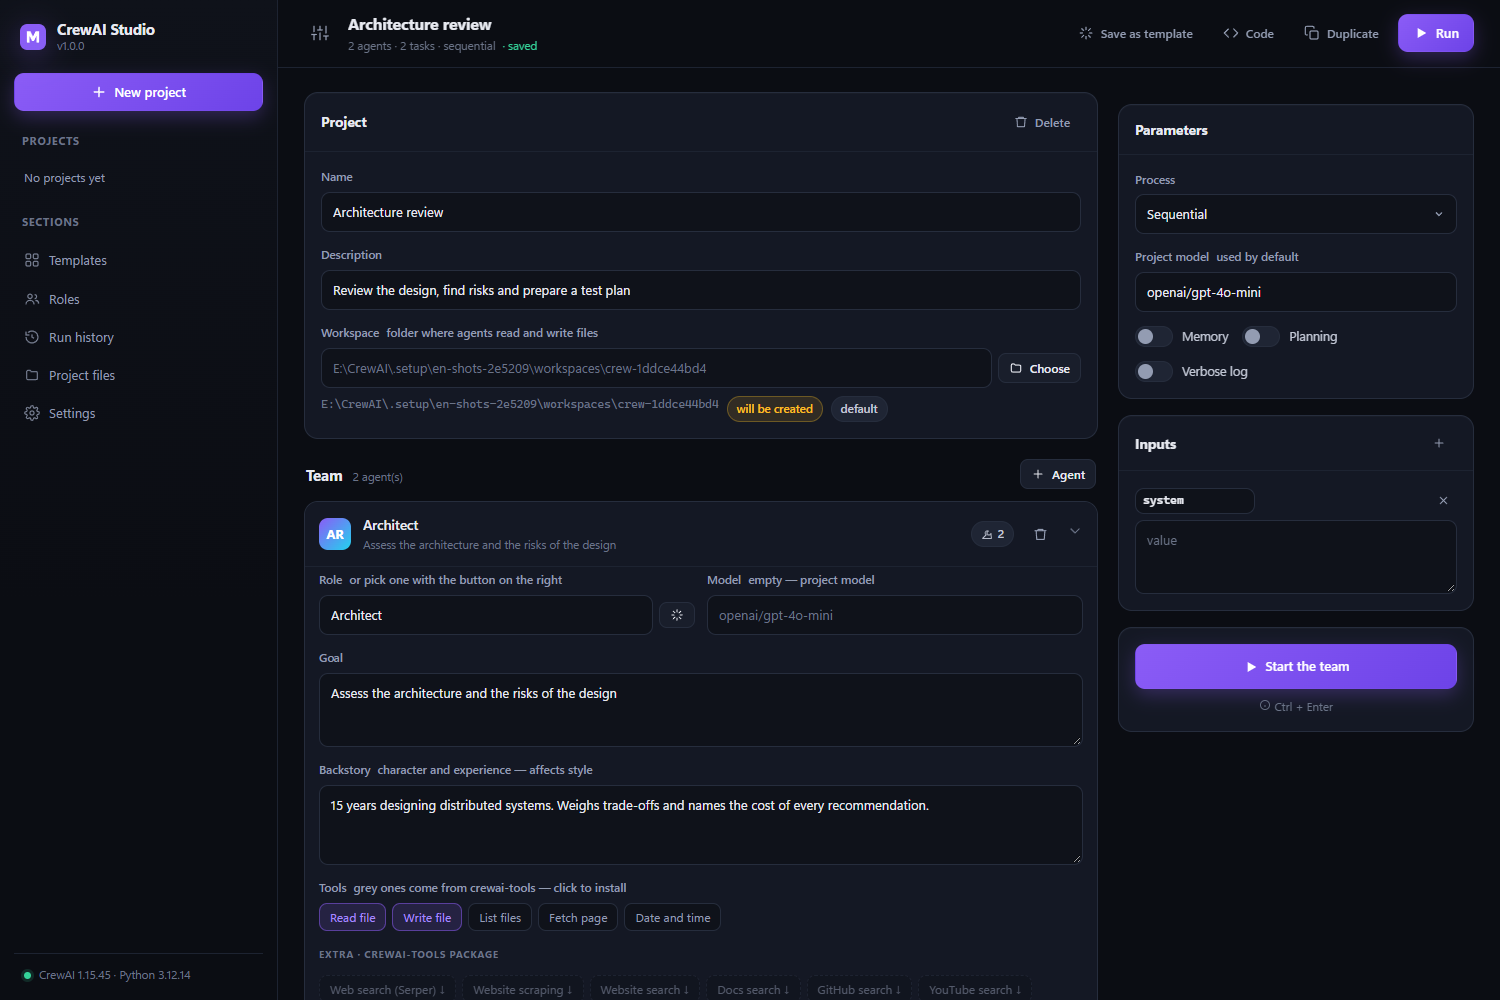 M
CrewAI Studio
v1.0.0
New project
PROJECTS
No projects yet
SECTIONS
Templates
Roles
Run history
Project files
Settings
CrewAI 1.15.45 · Python 3.12.14
Architecture review
2 agents · 2 tasks · sequential · saved
Save as template
Code
Duplicate
Run
Project
Delete
Name
Architecture review
Description
Review the design, find risks and prepare a test plan
Workspace folder where agents read and write files
E:\CrewAI\.setup\en-shots-2e5209\workspaces\crew-1ddce44bd4
Choose
E:\CrewAI\.setup\en-shots-2e5209\workspaces\crew-1ddce44bd4
will be created
default
Team 2 agent(s)
Agent
AR
Architect
Assess the architecture and the risks of the design
2
Role or pick one with the button on the right
Architect
Model empty — project model
openai/gpt-4o-mini
Goal
Assess the architecture and the risks of the design
Backstory character and experience — affects style
15 years designing distributed systems. Weighs trade-offs and names the cost of every recommendation.
Tools grey ones come from crewai-tools — click to install
Read file
Write file
List files
Fetch page
Date and time
EXTRA · CREWAI-TOOLS PACKAGE
Web search (Serper) ↓
Website scraping ↓
Website search ↓
Docs search ↓
GitHub search ↓
YouTube search ↓
Parameters
Process
Sequential
Project model used by default
openai/gpt-4o-mini
Memory
Planning
Verbose log
Inputs
system
value
Start the team
Ctrl + Enter